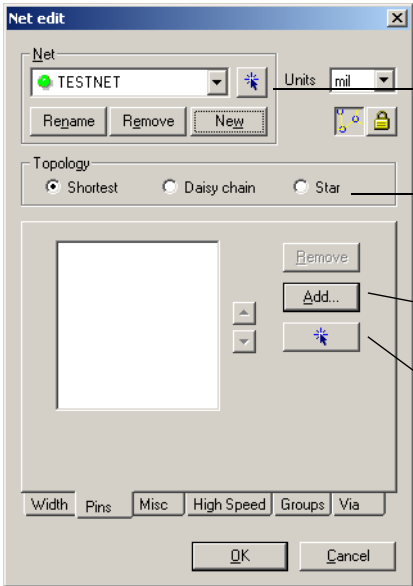 Net edit
Net
TESTNET
Units
mil
Rename
Remove
New
Topology
Shortest
Daisy chain
Star
Remove
Add...
Width
Pins
Misc
High Speed
Groups
Via
OK
Cancel